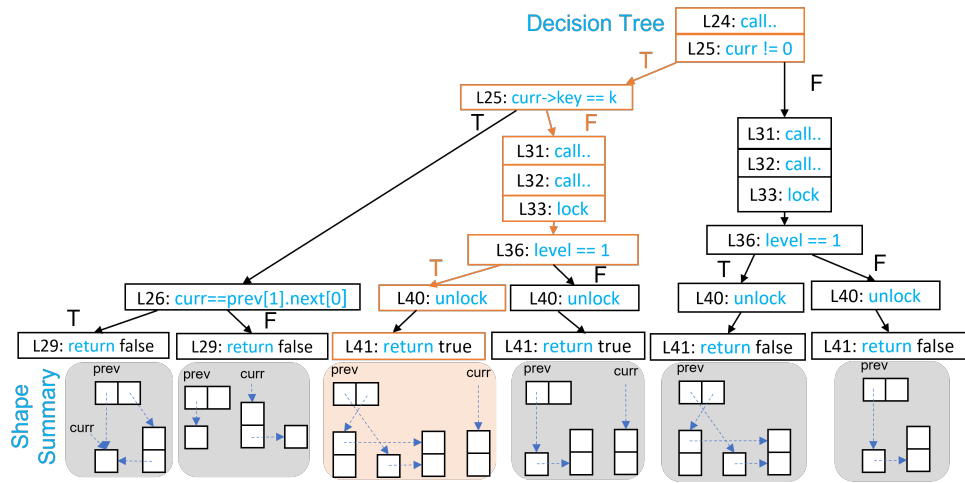 Decision Tree
L24: call..
L25: curr != 0
T
F
L25: curr->key == k
T
F
L31: call..
L32: call..
L33: lock
L31: call..
L32: call..
L33: lock
L36: level == 1
L36: level == 1
T
F
T
F
L26: curr==prev[1].next[0]
L40: unlock
L40: unlock
L40: unlock
L40: unlock
T
F
L29: return false
L29: return false
L41: return true
L41: return true
L41: return false
L41: return false
Shape
Summary
prev
curr
prev
curr
prev
curr
prev
curr
prev
prev